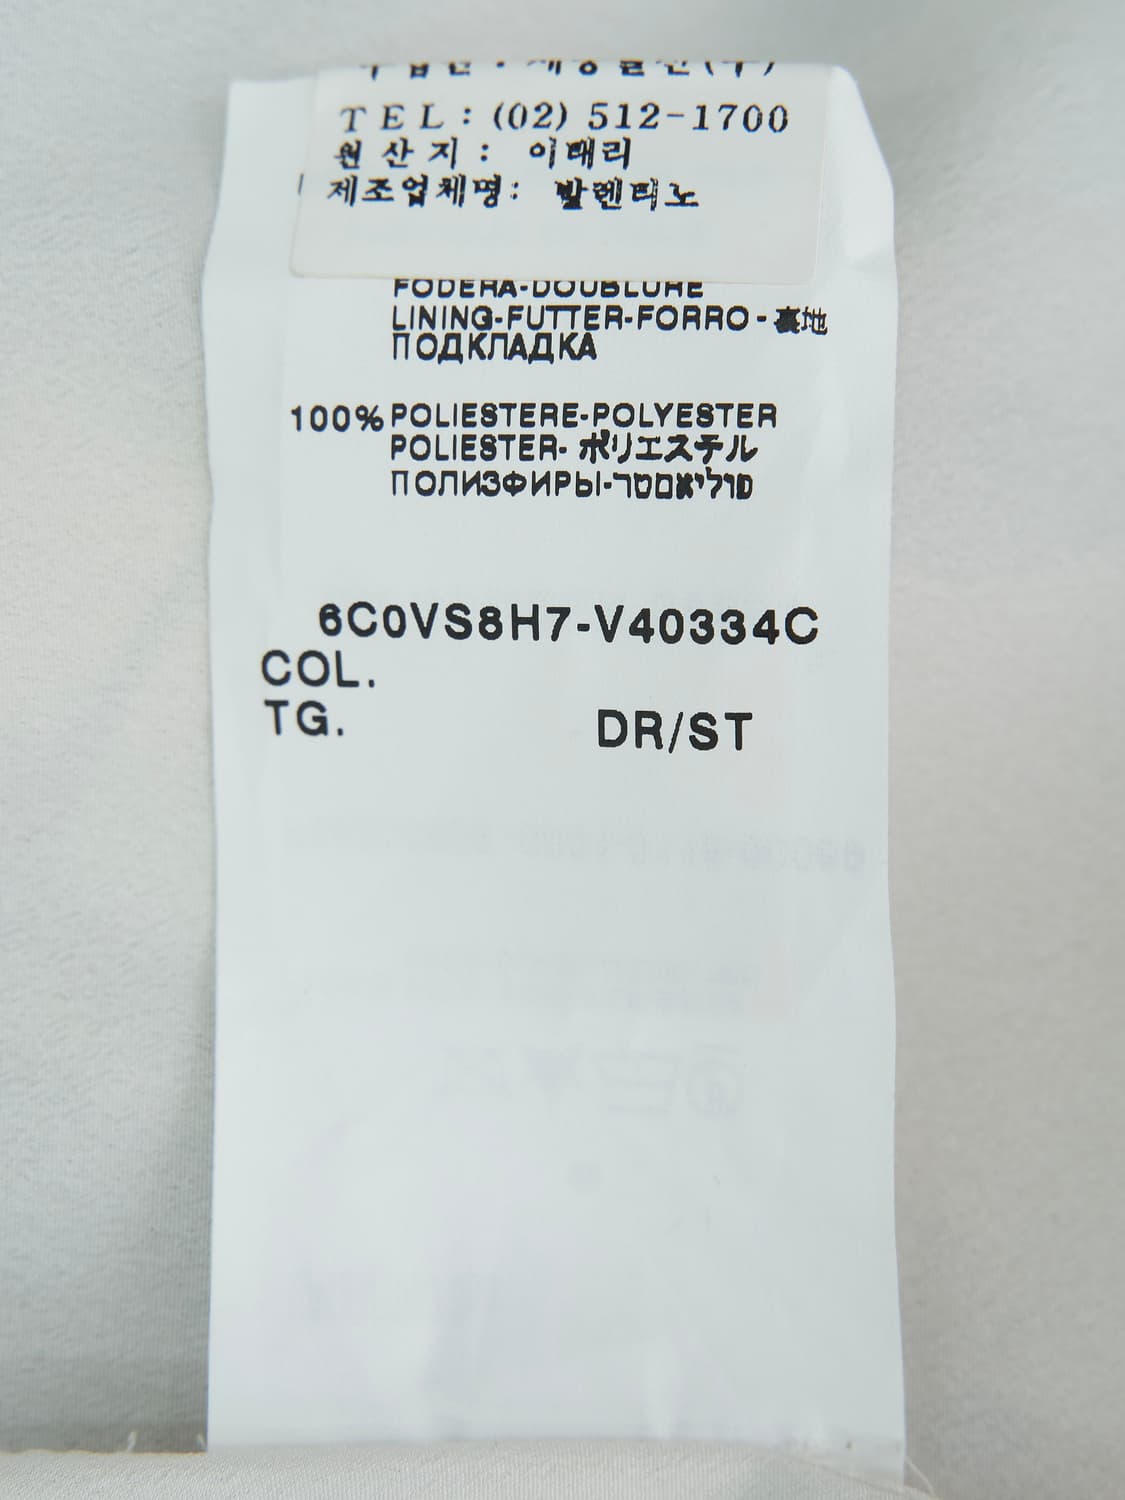 TEL: (02) 512-1700
원산지: 이태리
제조업체명: 발렌티노
FODERA-DOUBLURE
LINING-FUTTER-FORRO-裏地
ПОДКЛАДКА
100% POLIESTERE-POLYESTER
POLIESTER-ポリエステル
ПОЛИЗФИРЫ-פוליאסטר
6C0VS8H7-V40334C
COL.
TG. DR/ST